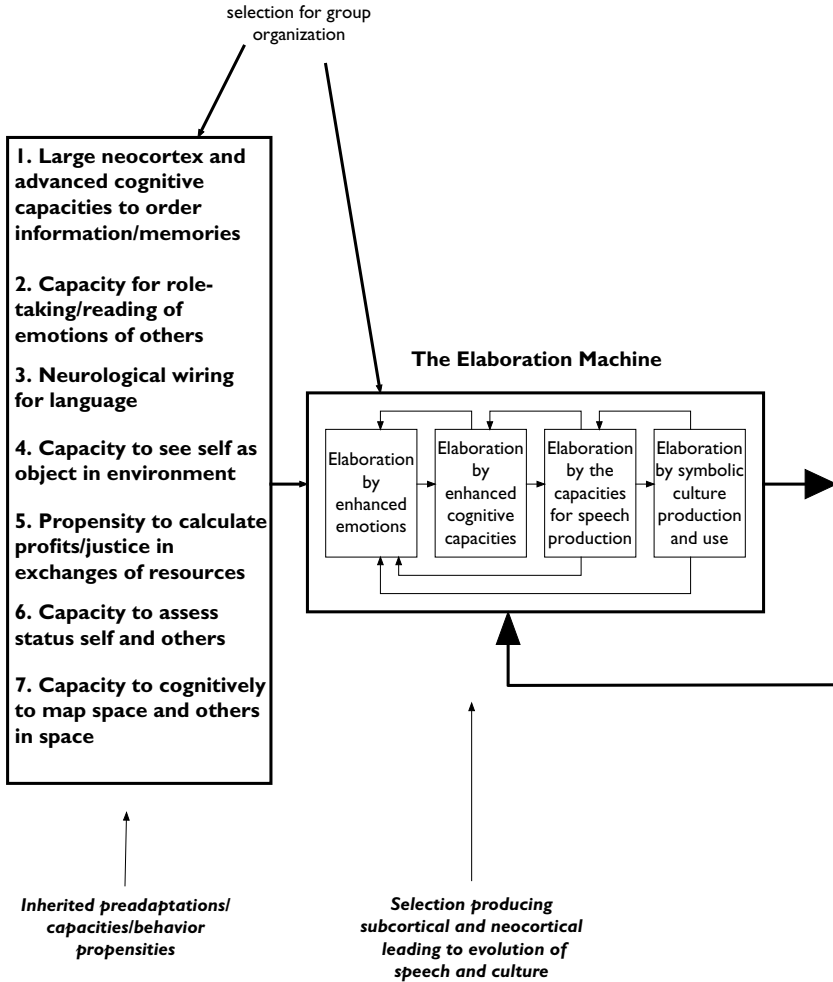 selection for group
organization
1. Large neocortex and
advanced cognitive
capacities to order
information/memories
2. Capacity for role-
taking/reading of
emotions of others
3. Neurological wiring
for language
4. Capacity to see self as
object in environment
5. Propensity to calculate
profits/justice in
exchanges of resources
6. Capacity to assess
status self and others
7. Capacity to cognitively
to map space and others
in space
The Elaboration Machine
Elaboration
by
enhanced
emotions
Elaboration
by
enhanced
cognitive
capacities
Elaboration
by the
capacities
for speech
production
Elaboration
by symbolic
culture
production
and use
Inherited preadaptations/
capacities/behavior
propensities
Selection producing
subcortical and neocortical
leading to evolution of
speech and culture